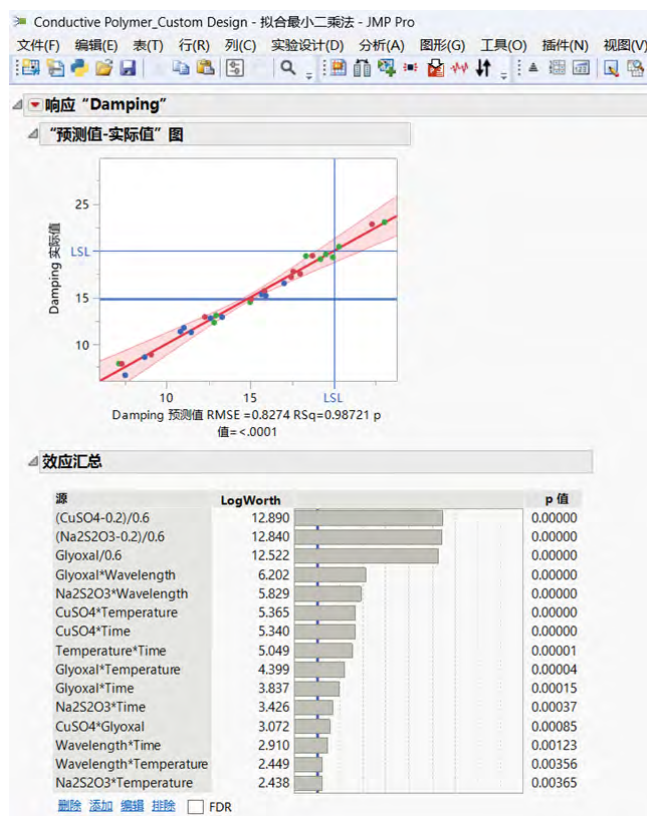 Conductive Polymer_Custom Design - 拟合最小二乘法 - JMP Pro
文件(F) 编辑(E) 表(T) 行(R) 列(C) 实验设计(D) 分析(A) 图形(G) 工具(O) 插件(N) 视图(V)
响应 “Damping”
“预测值-实际值” 图
25
LSL
15
10
Damping 实际值
10 15 LSL
Damping 预测值 RMSE =0.8274 RSq=0.98721 p
值=<.0001
效应汇总
源 LogWorth p 值
(CuSO4-0.2)/0.6 12.890 0.00000
(Na2S2O3-0.2)/0.6 12.840 0.00000
Glyoxal/0.6 12.522 0.00000
Glyoxal*Wavelength 6.202 0.00000
Na2S2O3*Wavelength 5.829 0.00000
CuSO4*Temperature 5.365 0.00000
CuSO4*Time 5.340 0.00000
Temperature*Time 5.049 0.00001
Glyoxal*Temperature 4.399 0.00004
Glyoxal*Time 3.837 0.00015
Na2S2O3*Time 3.426 0.00037
CuSO4*Glyoxal 3.072 0.00085
Wavelength*Time 2.910 0.00123
Wavelength*Temperature 2.449 0.00356
Na2S2O3*Temperature 2.438 0.00365
删除 添加 编辑 排除 FDR